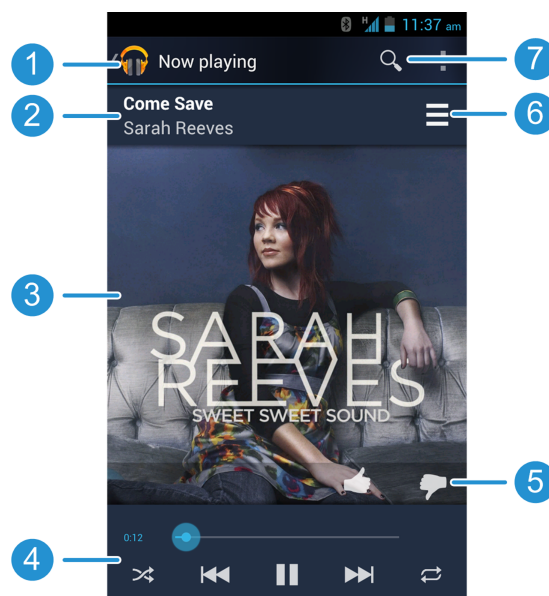 H 11:37 am
1
Now playing
7
2
Come Save
Sarah Reeves
6
3
SARAH
REEVES
SWEET SWEET SOUND
5
0:12
4